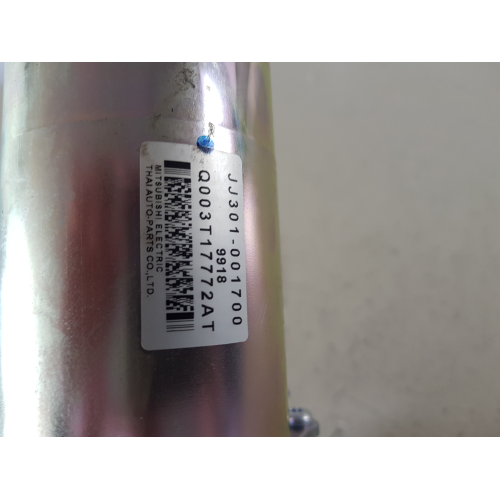 JJ301-001700
9918
Q003T17772AT
MITSUBISHI ELECTRIC
THAI AUTO-PARTS CO.,LTD.